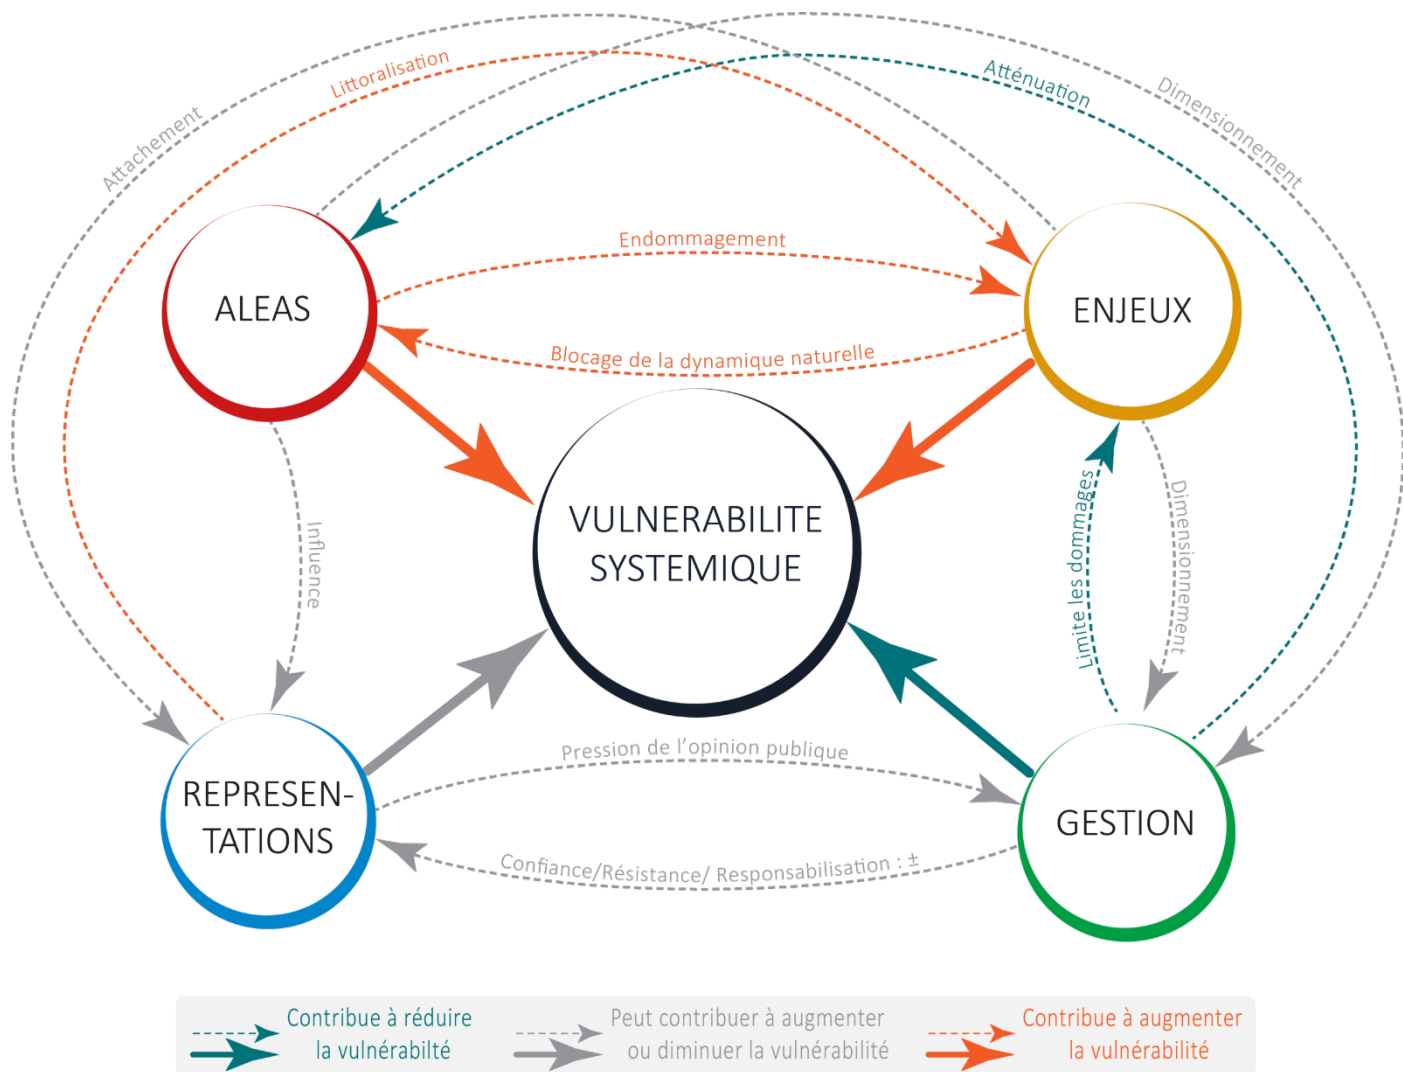 Littoralisation
Atténuation
Attachement
Dimensionnement
Endommagement
ALEAS
ENJEUX
Blocage de la dynamique naturelle
VULNERABILITE
SYSTEMIQUE
Influence
Limite les dommages
Dimensionnement
Pression de l’opinion publique
REPRESEN-
TATIONS
GESTION
Confiance/Résistance/ Responsabilisation : ±
Contribue à réduire
la vulnérabilté
Peut contribuer à augmenter
ou diminuer la vulnérabilité
Contribue à augmenter
la vulnérabilité